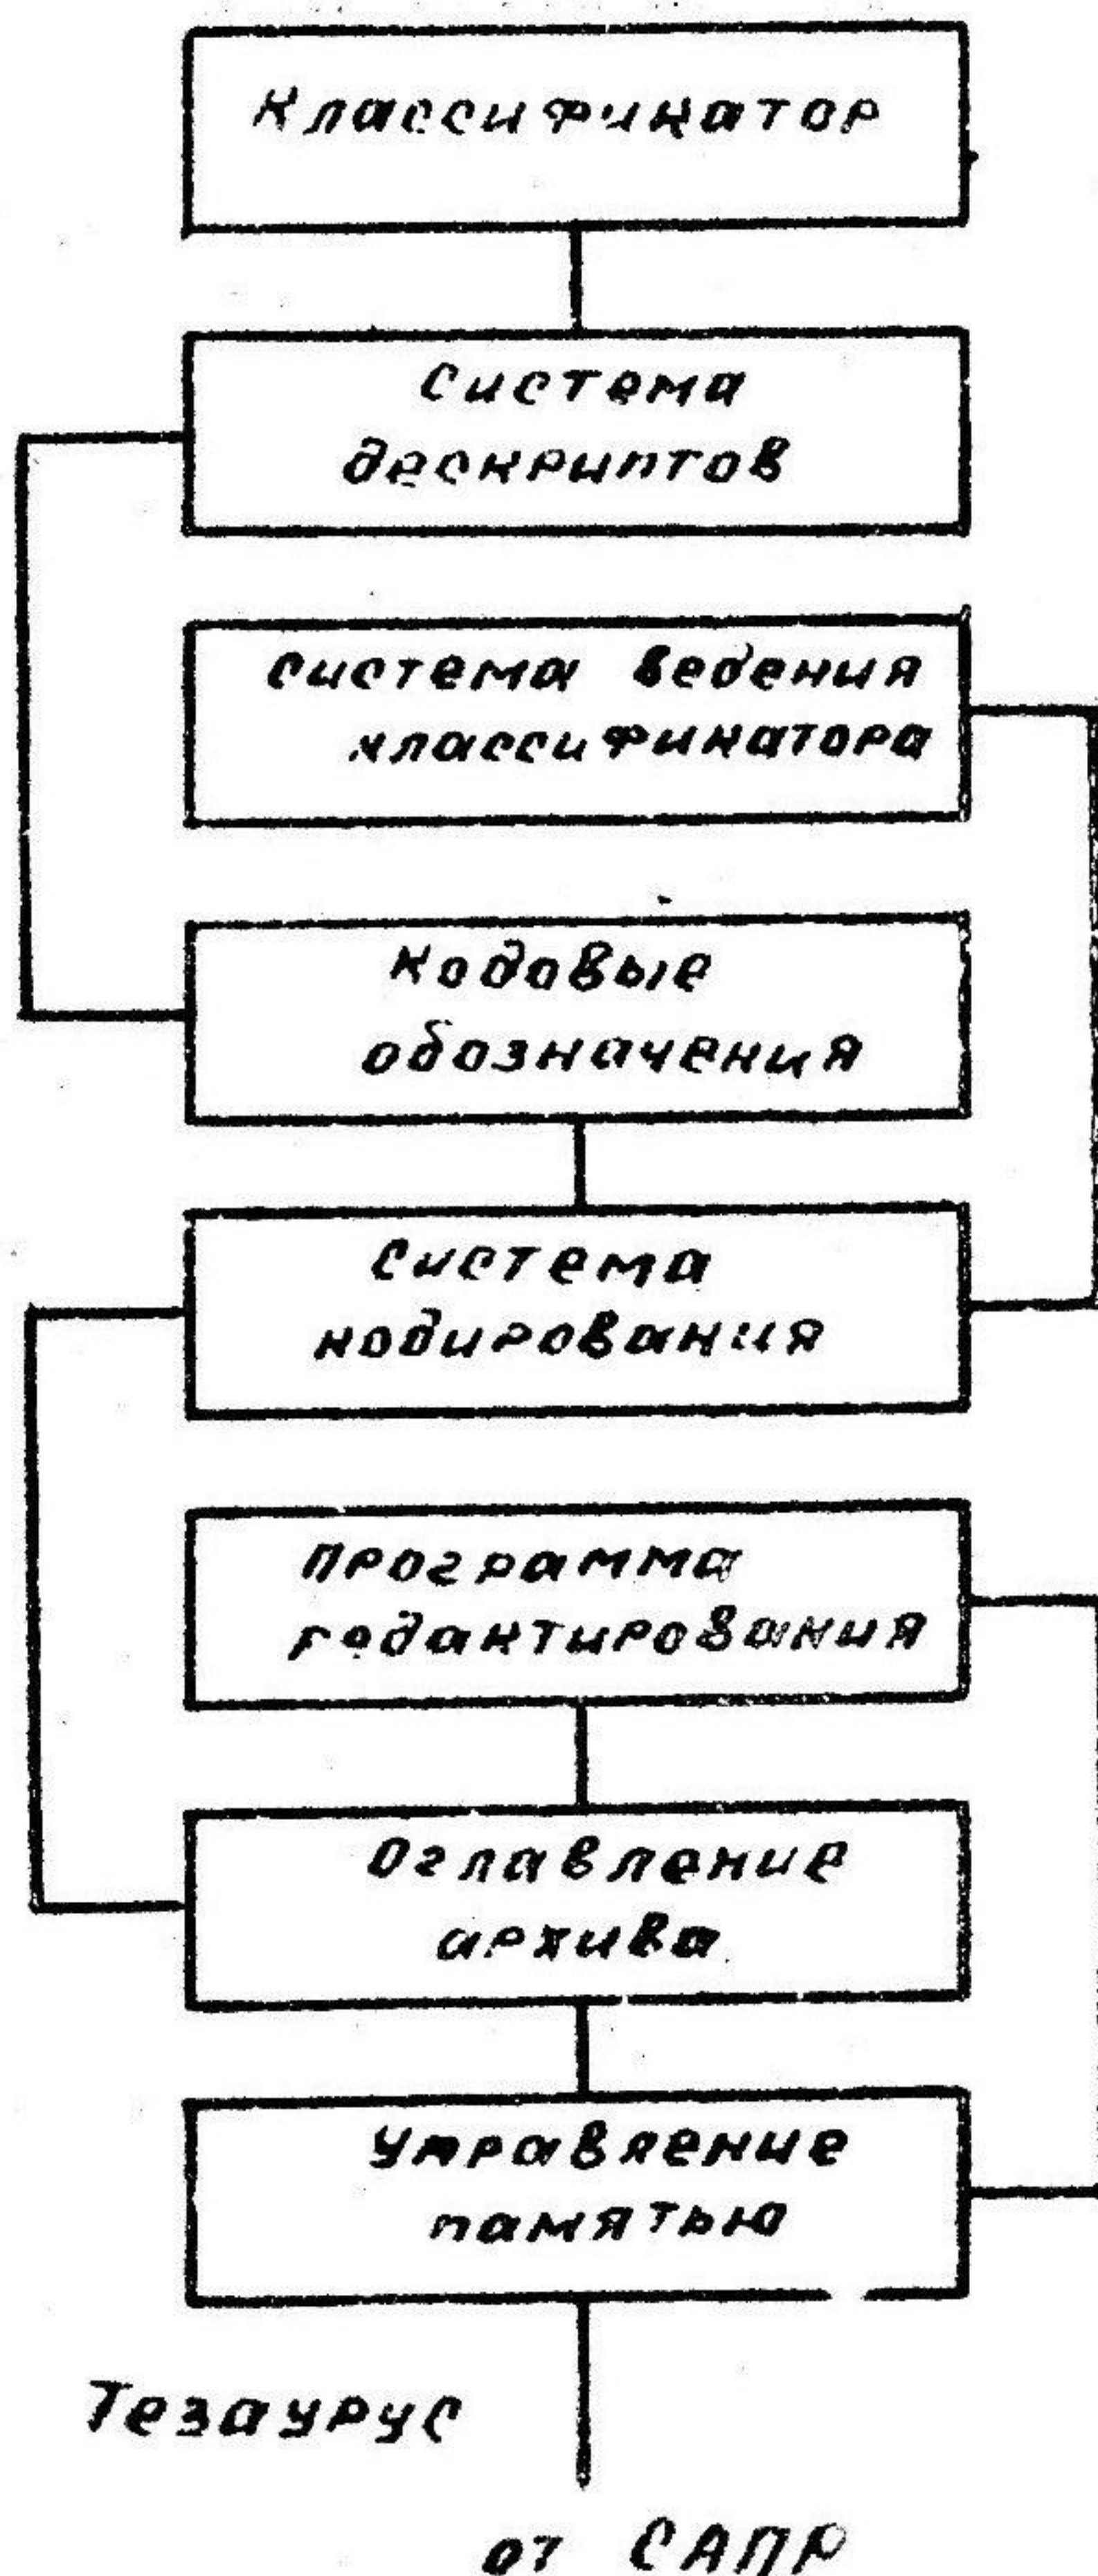 Классификатор
Система
дескриптов
система ведения
классификатора
Кодовые
обозначения
Система
кодирования
программа
редактирования
Оглавление
архива
Управление
памятью
Тезаурус
от САПР